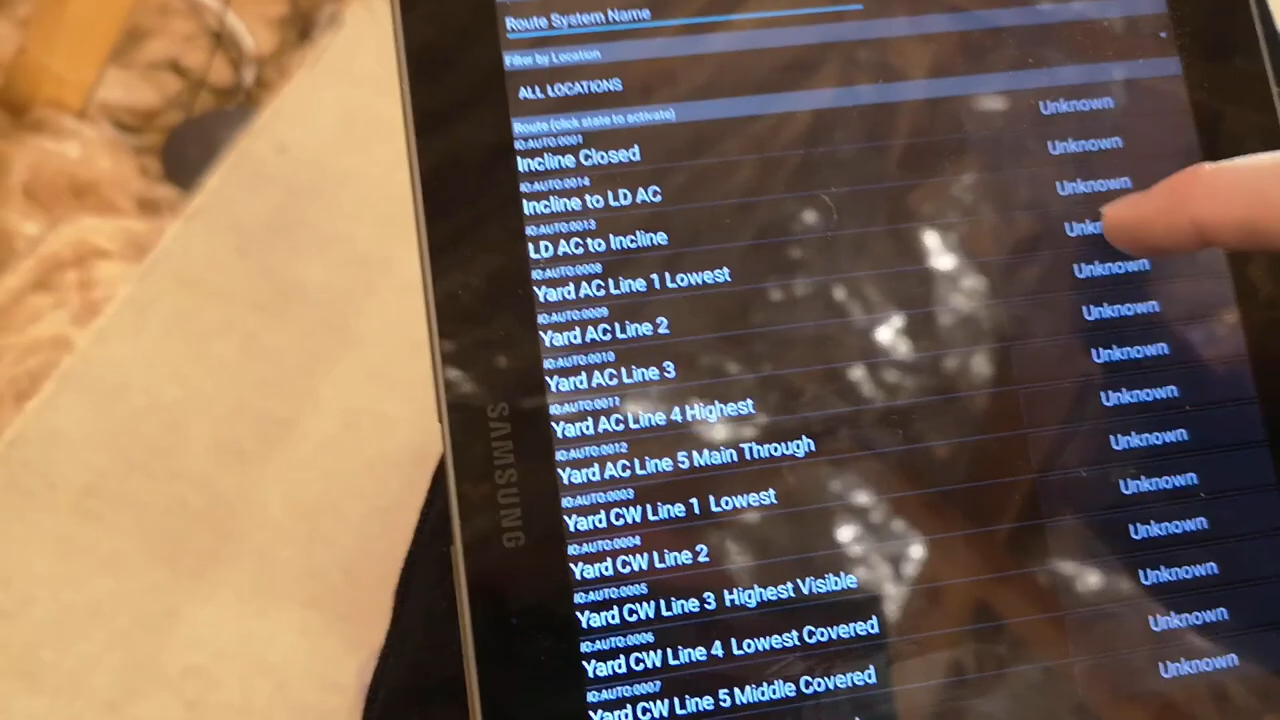 Route System Name
Filter by Location
ALL LOCATIONS
Route (click state to activate)
IO:AUTO:0001
Incline Closed
Unknown
IO:AUTO:0014
Incline to LD AC
Unknown
IO:AUTO:0013
LD AC to Incline
Unknown
IO:AUTO:0008
Yard AC Line 1 Lowest
Unkn
IO:AUTO:0009
Yard AC Line 2
Unknown
IO:AUTO:0010
Yard AC Line 3
Unknown
IO:AUTO:0011
Yard AC Line 4 Highest
Unknown
IO:AUTO:0012
Yard AC Line 5 Main Through
Unknown
IO:AUTO:0003
Yard CW Line 1 Lowest
Unknown
IO:AUTO:0004
Yard CW Line 2
Unknown
IO:AUTO:0005
Yard CW Line 3 Highest Visible
Unknown
IO:AUTO:0006
Yard CW Line 4 Lowest Covered
Unknown
IO:AUTO:0007
Yard CW Line 5 Middle Covered
Unknown
Unknown
SAMSUNG